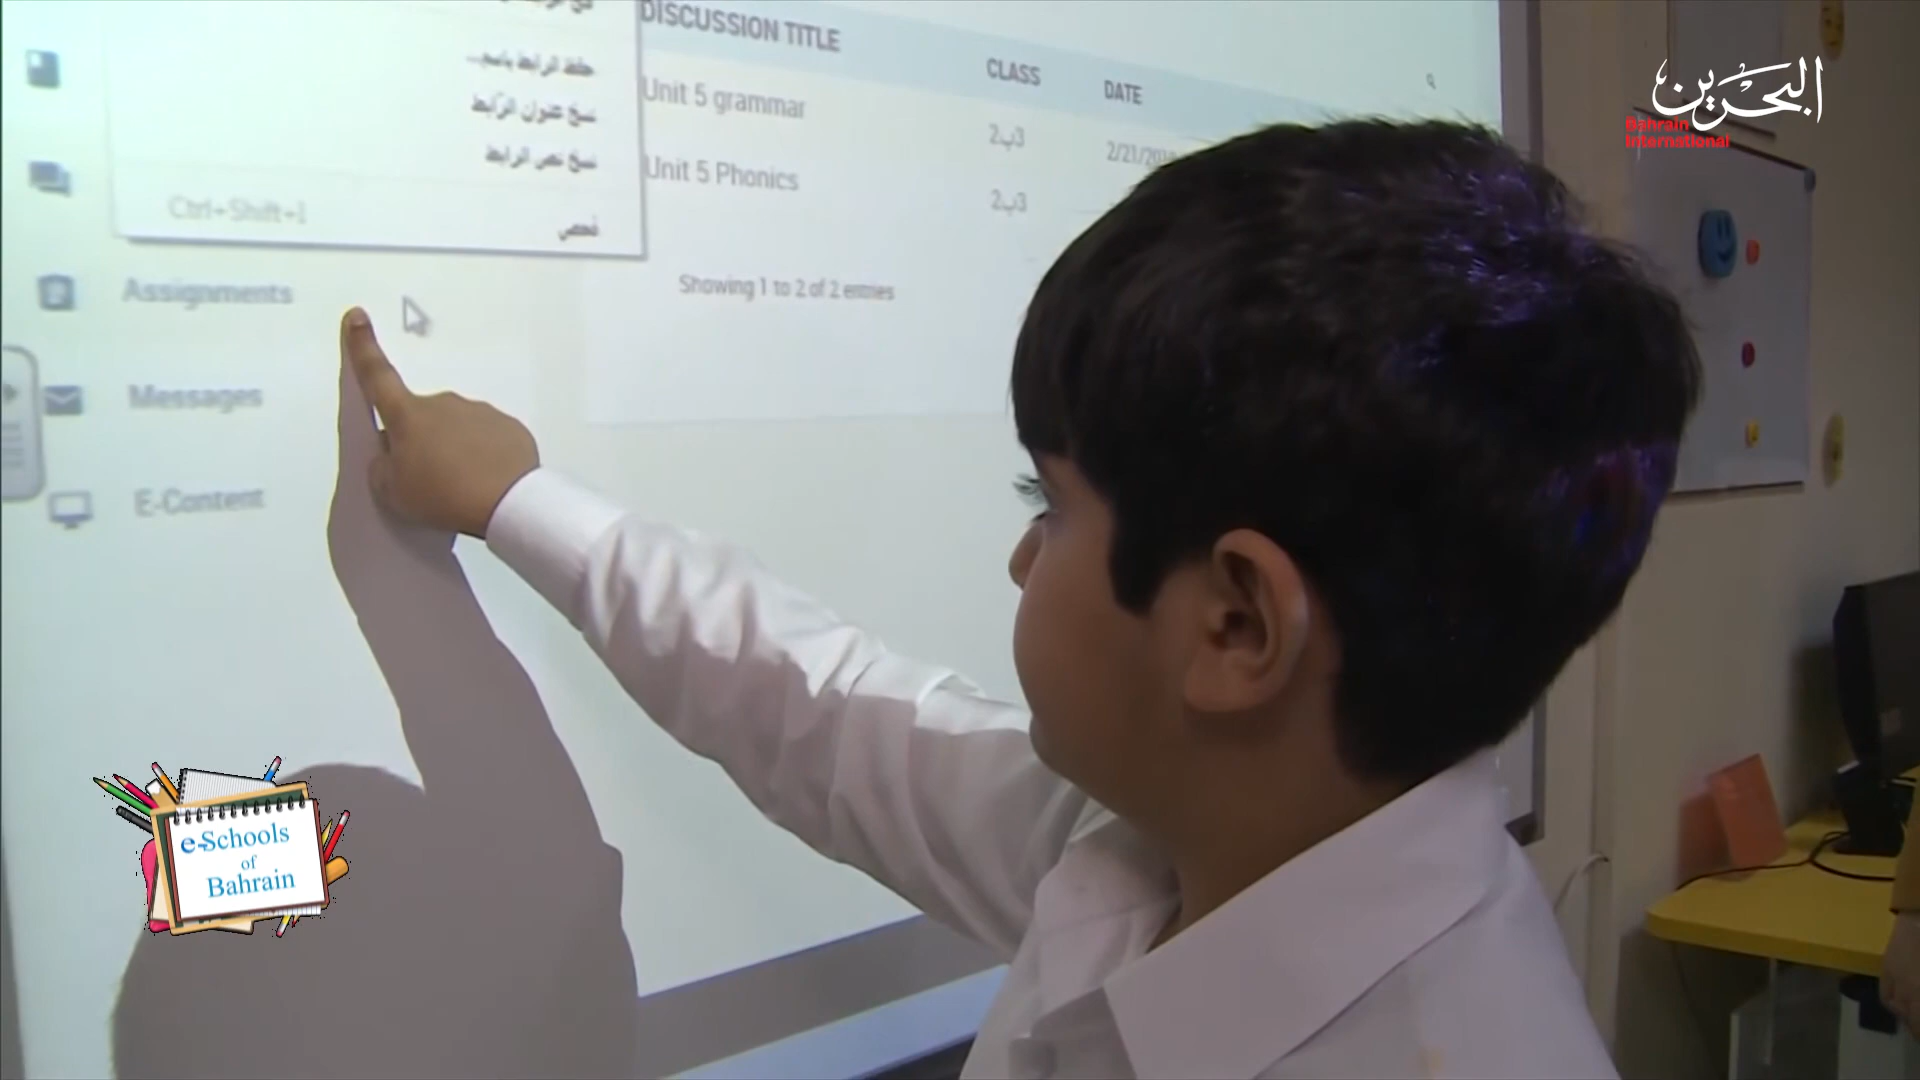 DISCUSSION TITLE
CLASS
DATE
حفظ الرابط باسم...
نسخ عنوان الرابط
نسخ نص الرابط
Ctrl+Shift+I
فحص
Unit 5 grammar
2ب3
Unit 5 Phonics
2ب3
Showing 1 to 2 of 2 entries
Assignments
Messages
E-Content
البحرين
Bahrain
International
e-Schools
of
Bahrain